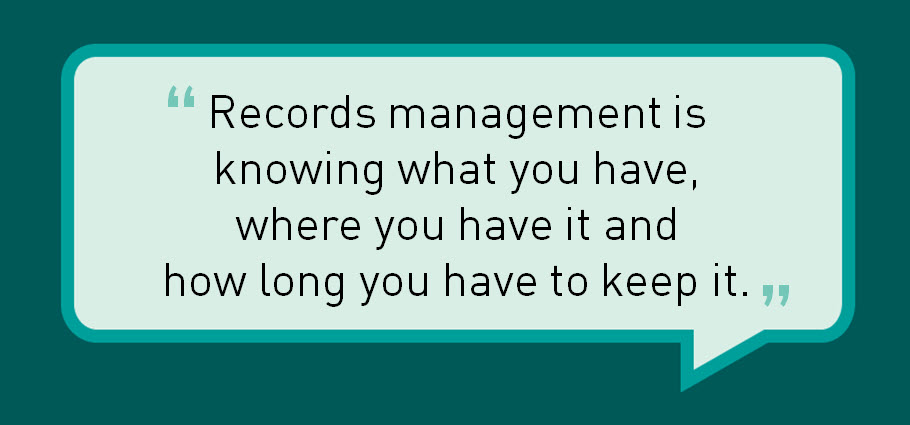 “Records management is
knowing what you have,
where you have it and
how long you have to keep it.”